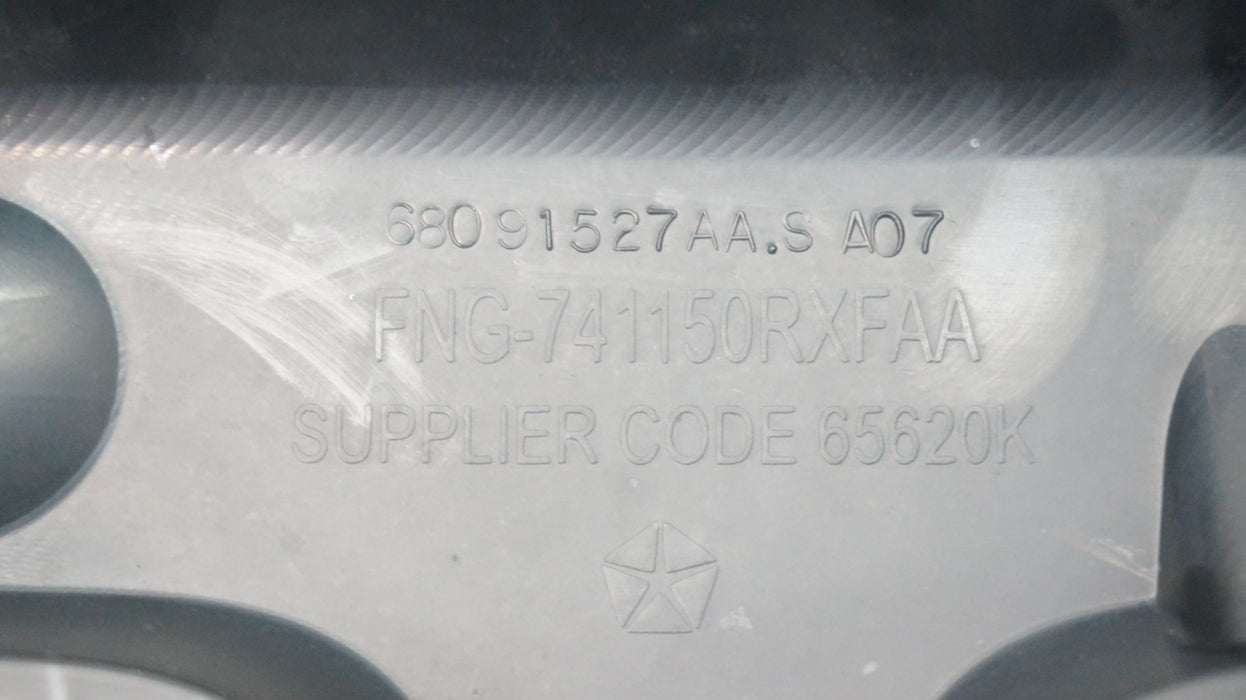 68091527AA.S A07
FNG-741150RXFAA
SUPPLIER CODE 65620K